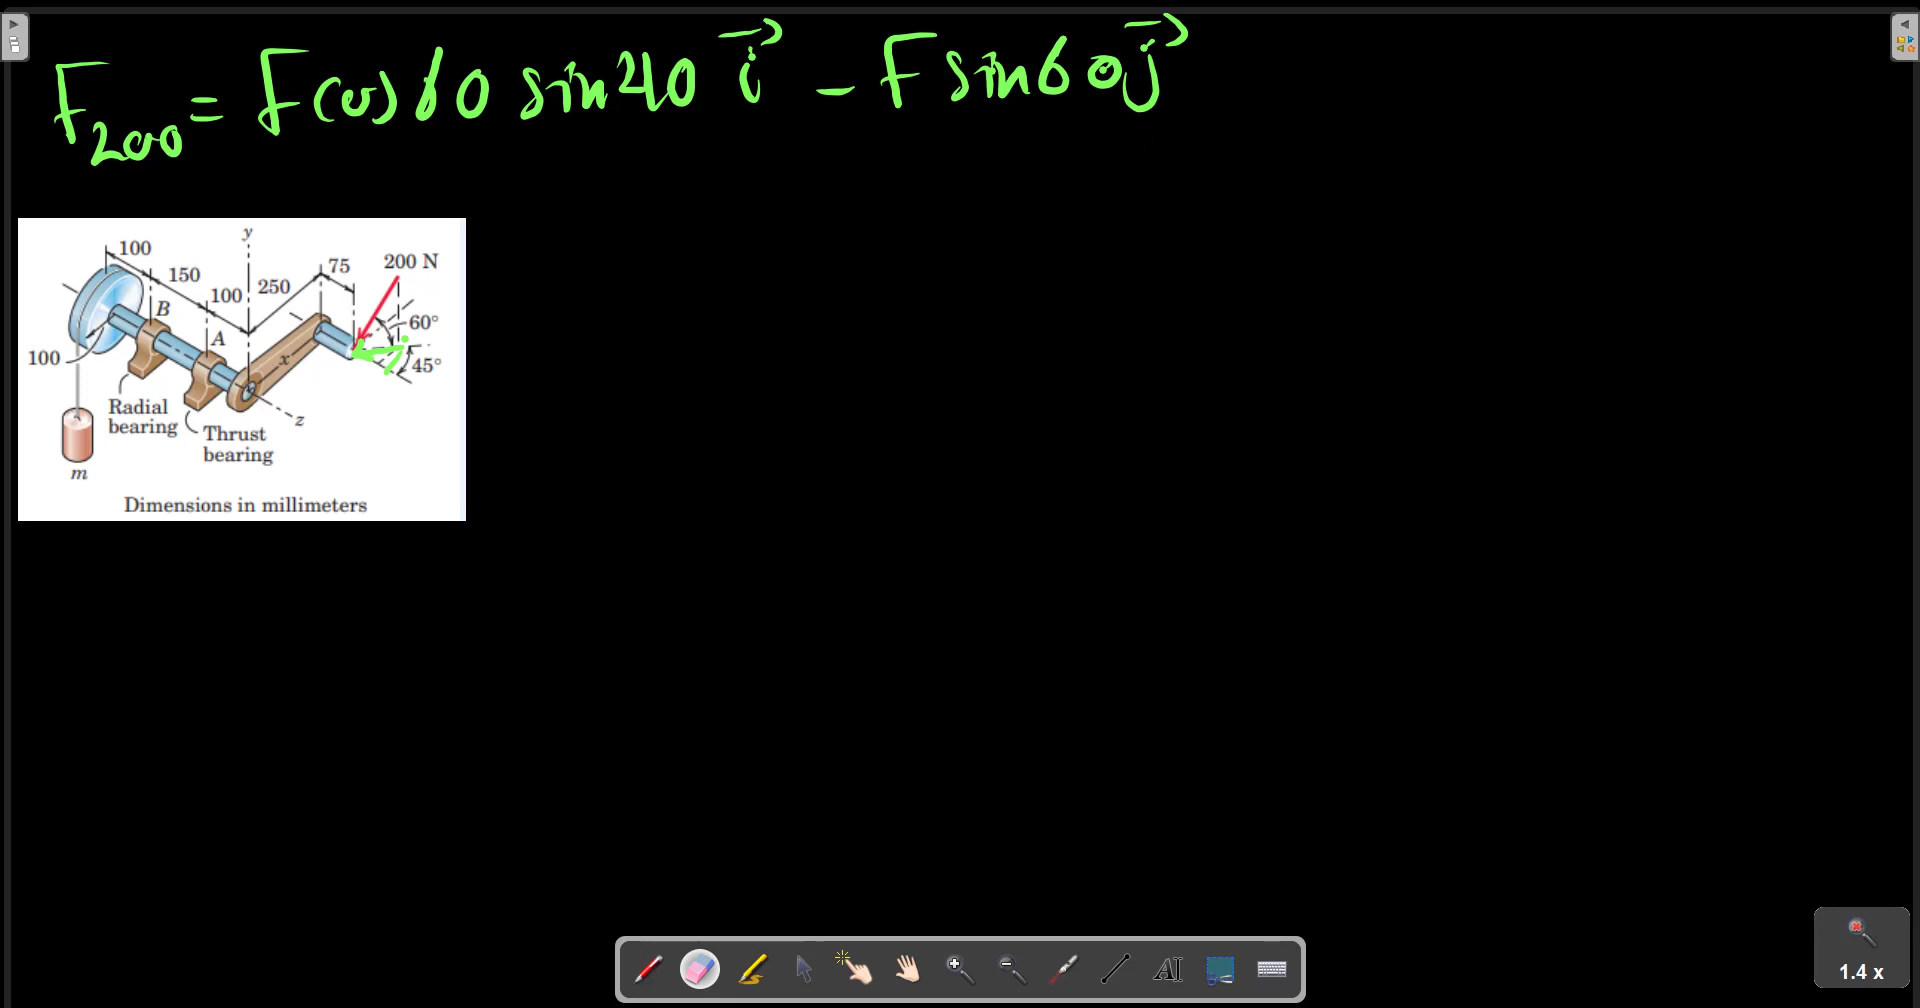 F₂₀₀ = F cos 60 sin 40 i⃗ - F sin 60 j⃗
y
100
75
200 N
150
250
100
B
60°
A
x
100
45°
z
Radial
bearing
Thrust
bearing
m
Dimensions in millimeters
AI
1.4 x